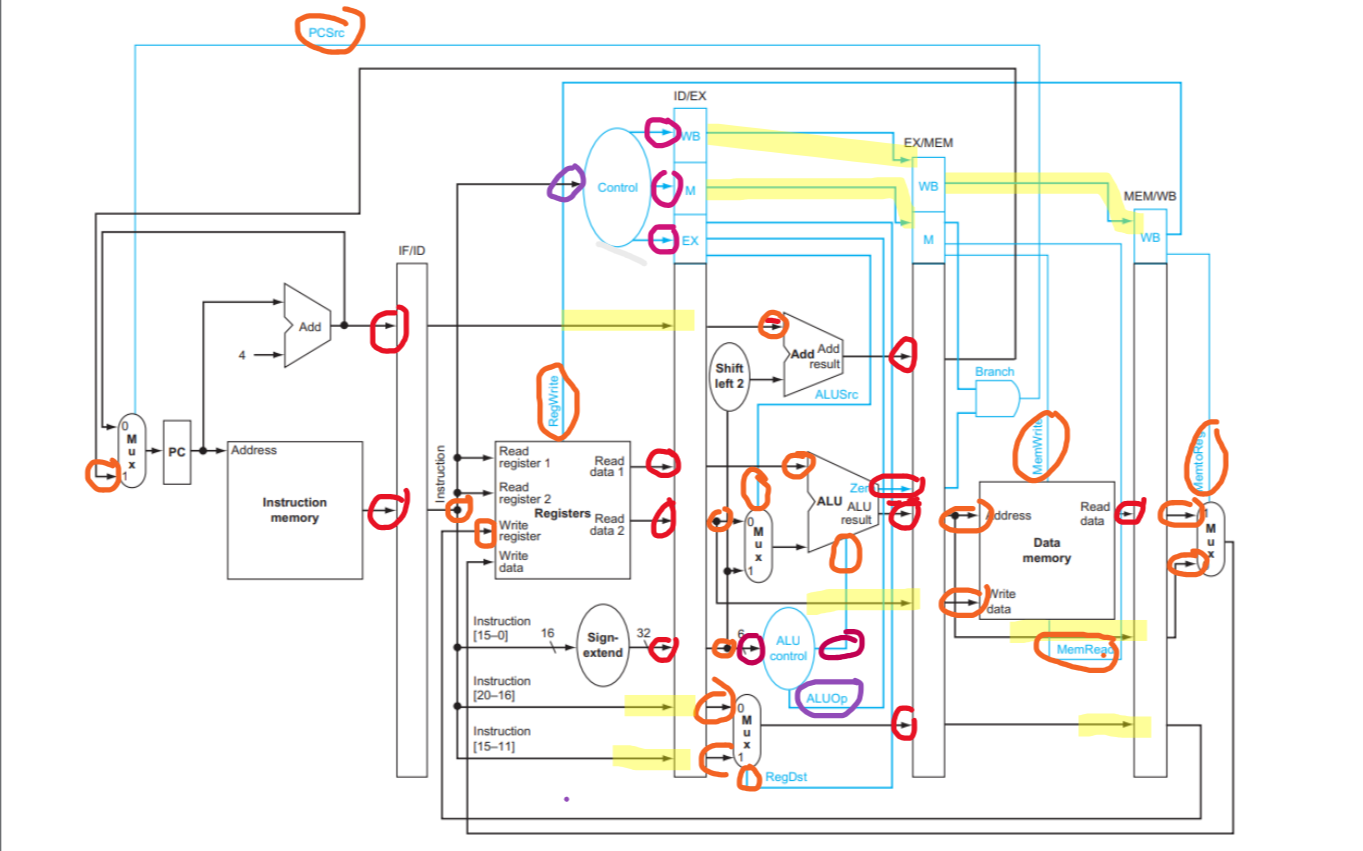 PCSrc
ID/EX
WB
EX/MEM
Control
M
WB
MEM/WB
EX
M
WB
IF/ID
Add
4
Add
Add
result
Shift
left 2
ALUSrc
Branch
RegWrite
MemWrite
MemtoReg
0
M
u
x
1
PC
Address
Instruction
memory
Instruction
Read
register 1
Read
data 1
Read
register 2
Registers
Write
register
Read
data 2
Write
data
Zero
ALU
ALU
result
0
M
u
x
1
Address
Read
data
Data
memory
Write
data
1
M
u
x
Instruction
[15–0]
16
Sign-
extend
32
6
ALU
control
MemRead
Instruction
[20–16]
ALUOp
0
M
u
x
1
Instruction
[15–11]
RegDst